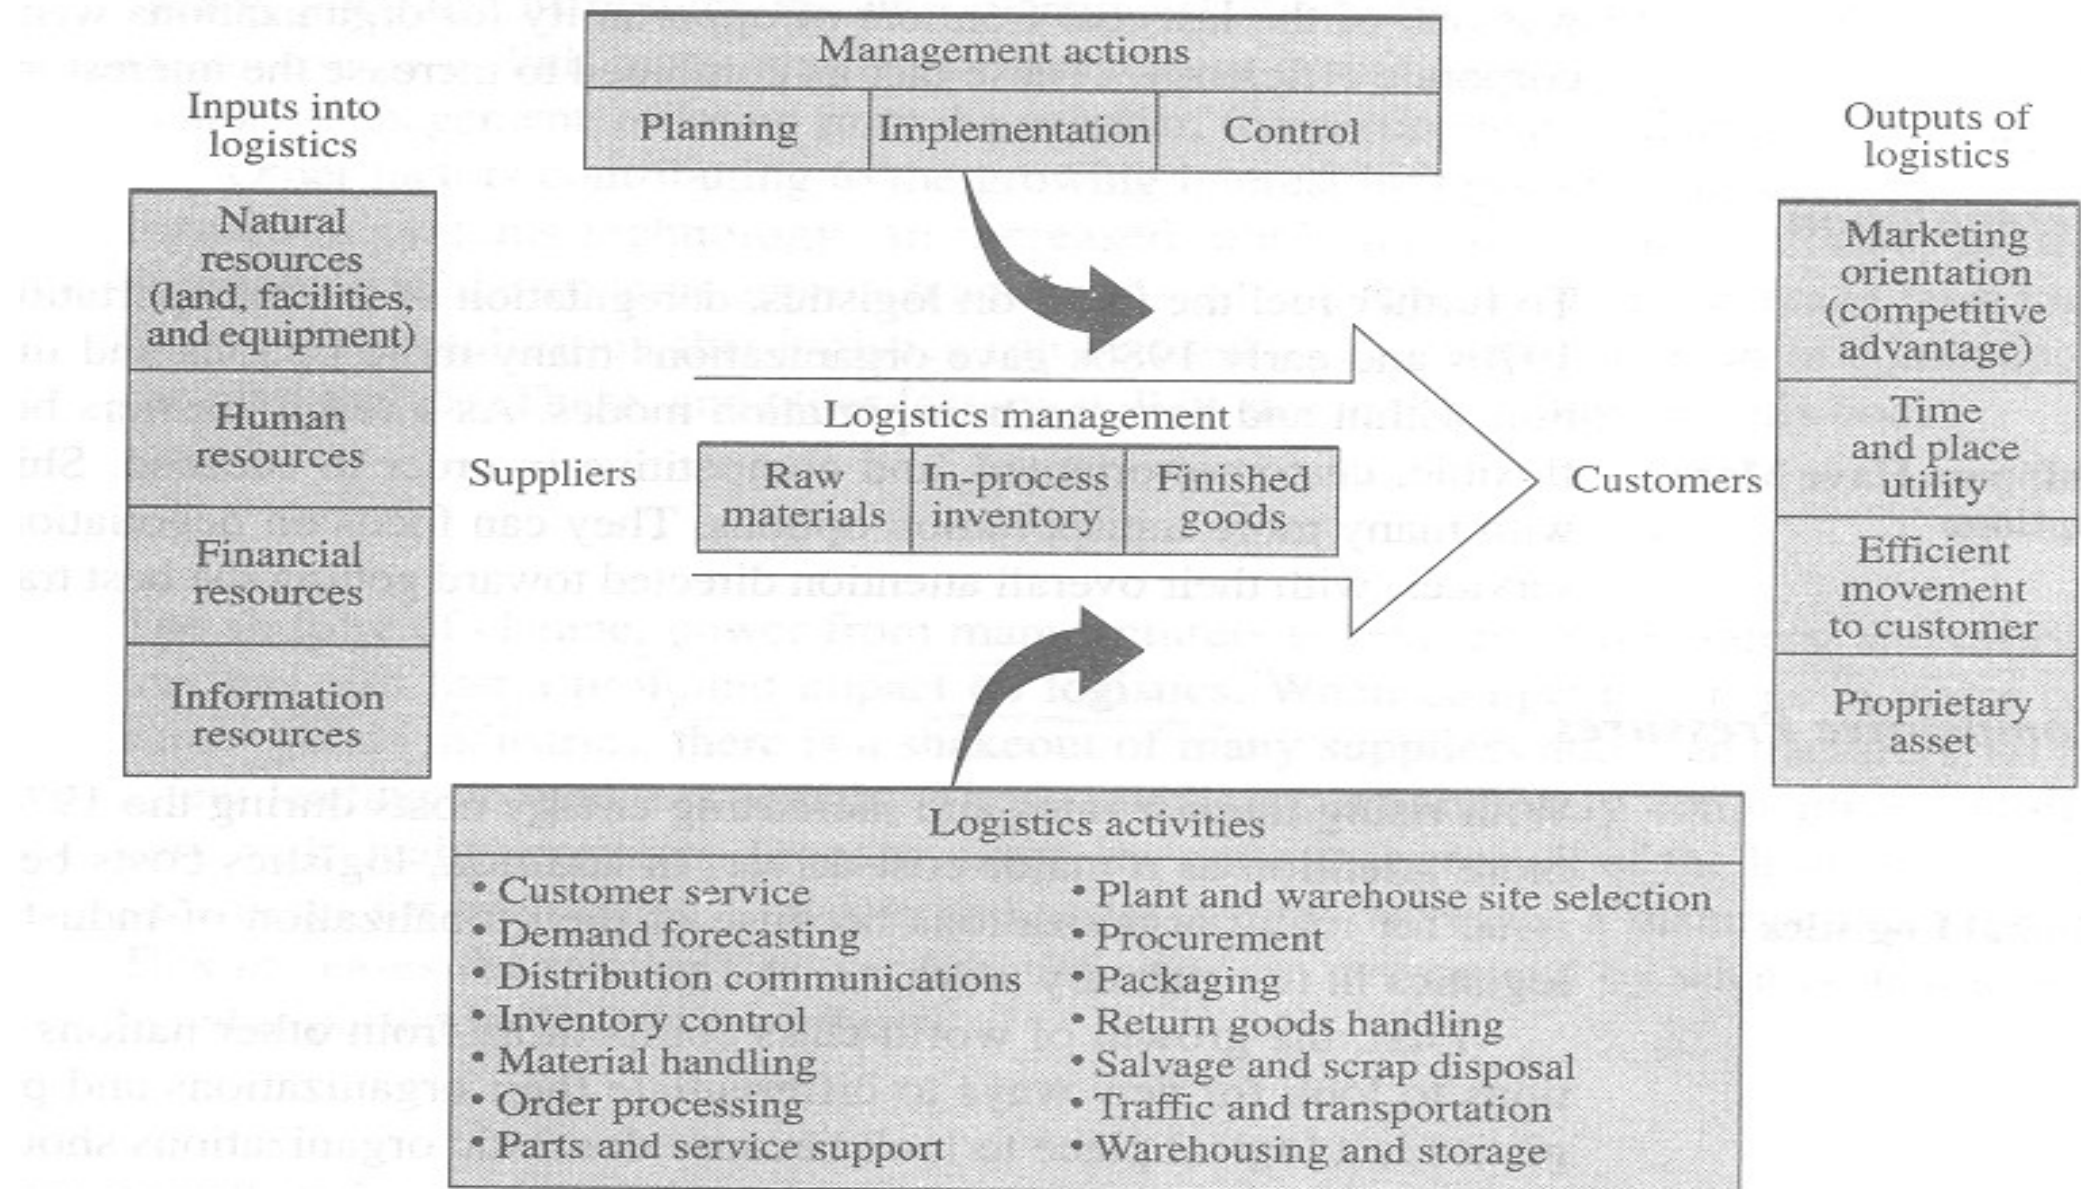 Management actions
Planning
Implementation
Control
Inputs into
logistics
Natural
resources
(land, facilities,
and equipment)
Human
resources
Financial
resources
Information
resources
Suppliers
Logistics management
Raw
materials
In-process
inventory
Finished
goods
Customers
Outputs of
logistics
Marketing
orientation
(competitive
advantage)
Time
and place
utility
Efficient
movement
to customer
Proprietary
asset
Logistics activities
• Customer service
• Demand forecasting
• Distribution communications
• Inventory control
• Material handling
• Order processing
• Parts and service support
• Plant and warehouse site selection
• Procurement
• Packaging
• Return goods handling
• Salvage and scrap disposal
• Traffic and transportation
• Warehousing and storage